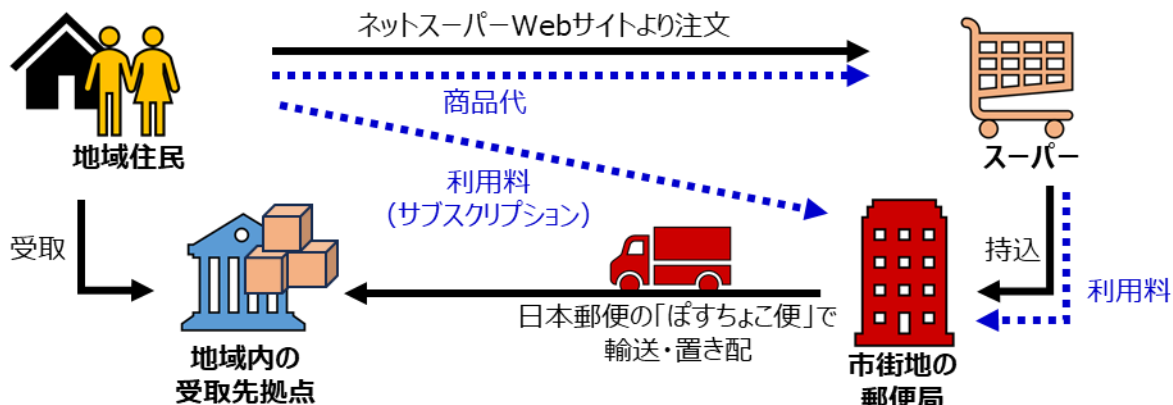 ネットスーパーWebサイトより注文
商品代
地域住民
スーパー
利用料
(サブスクリプション)
受取
持込
利用料
日本郵便の「ぽすちょこ便」で
輸送・置き配
地域内の
受取先拠点
市街地の
郵便局